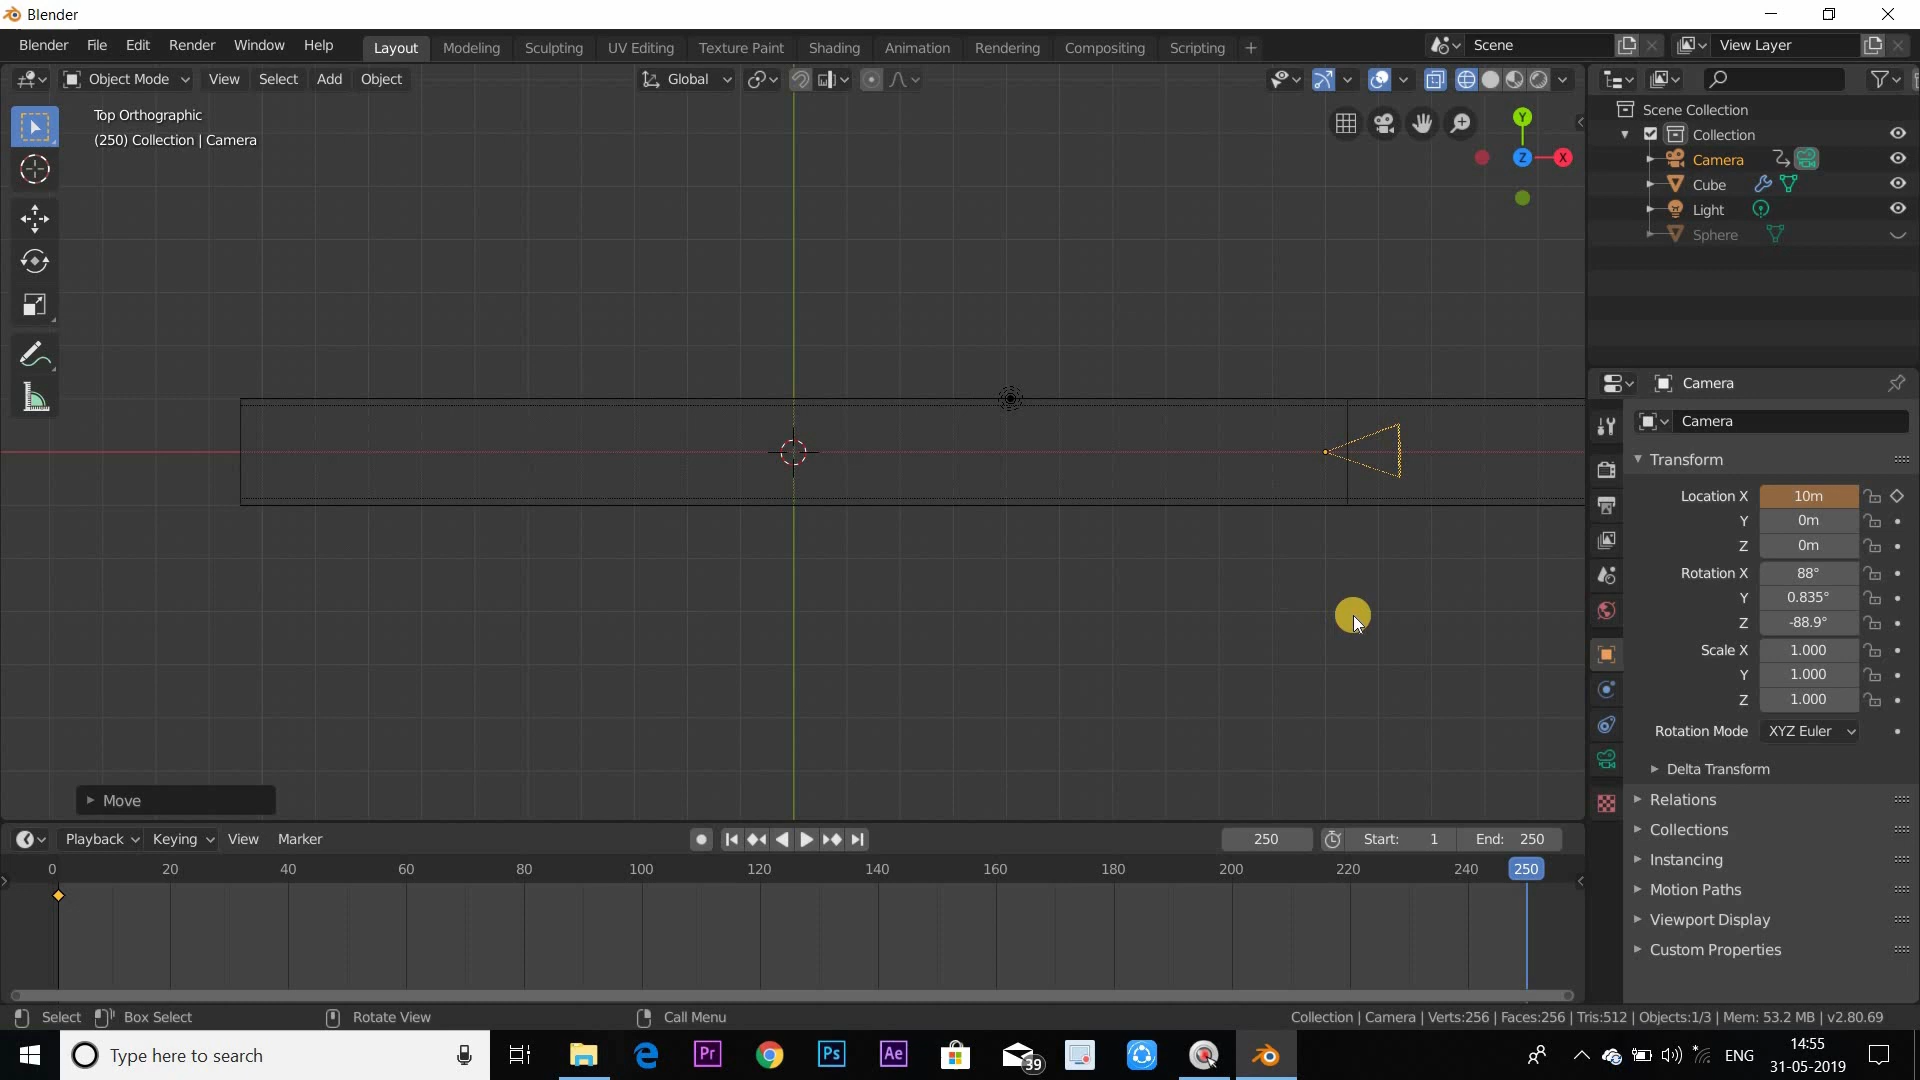 Blender
Blender File Edit Render Window Help Layout Modeling Sculpting UV Editing Texture Paint Shading Animation Rendering Compositing Scripting + Scene View Layer
Object Mode View Select Add Object Global
Top Orthographic
(250) Collection | Camera
Y
Z X
Scene Collection
Collection
Camera
Cube
Light
Sphere
Camera
Camera
Transform
Location X 10m
Y 0m
Z 0m
Rotation X 88°
Y 0.835°
Z -88.9°
Scale X 1.000
Y 1.000
Z 1.000
Rotation Mode XYZ Euler
Delta Transform
Relations
Collections
Instancing
Motion Paths
Viewport Display
Custom Properties
Move
Playback Keying View Marker 250 Start: 1 End: 250
0 20 40 60 80 100 120 140 160 180 200 220 240 250
Select Box Select Rotate View Call Menu Collection | Camera | Verts:256 | Faces:256 | Tris:512 | Objects:1/3 | Mem: 53.2 MB | v2.80.69
Type here to search Pr Ps Ae 39 ENG 14:55
31-05-2019